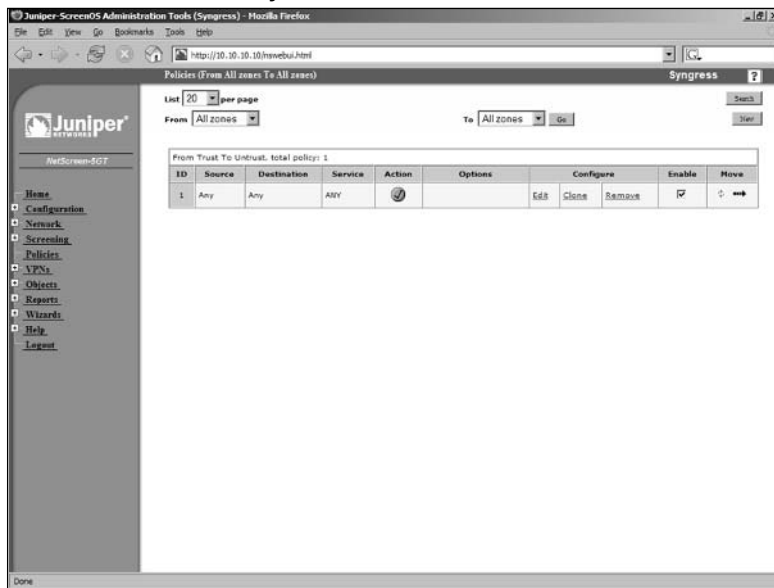 Juniper-ScreenOS Administration Tools (Syngress) - Mozilla Firefox
File Edit View Go Bookmarks Tools Help
http://10.10.10.10/nswebui.html
Policies (From All zones To All zones)
Syngress ?
List 20 per page
Search
From All zones To All zones Go
New
Juniper
NETWORKS
NetScreen-5GT
Home
Configuration
Network
Screening
Policies
VPNs
Objects
Reports
Wizards
Help
Logout
From Trust To Untrust, total policy: 1
ID Source Destination Service Action Options Configure Enable Move
1 Any Any ANY Edit Clone Remove
Done